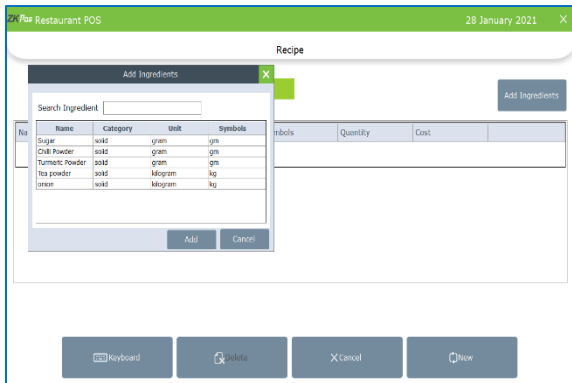 ZKPos Restaurant POS 28 January 2021 X
Recipe
Add Ingredients X
Search Ingredient
Add Ingredients
Name Category Unit Symbols
Sugar solid gram gm
Chilli Powder solid gram gm
Turmeric Powder solid gram gm
Tea powder solid kilogram kg
onion solid kilogram kg
Na mbols Quantity Cost
Add Cancel
Keyboard Delete X Cancel New